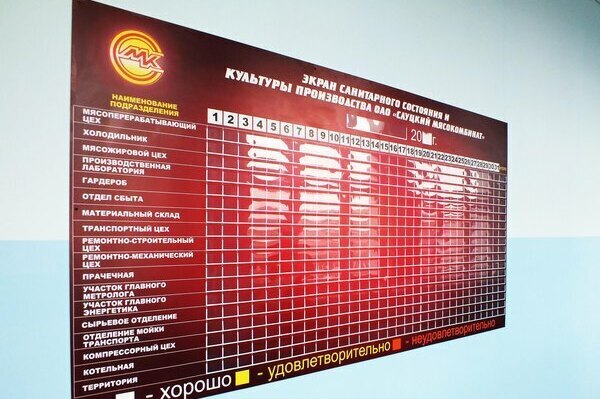 СМК
ЭКРАН САНИТАРНОГО СОСТОЯНИЯ И
КУЛЬТУРЫ ПРОИЗВОДСТВА ОАО «СЛУЦКИЙ МЯСОКОМБИНАТ»
20 г.
НАИМЕНОВАНИЕ
ПОДРАЗДЕЛЕНИЯ
1 2 3 4 5 6 7 8 9 10 11 12 13 14 15 16 17 18 19 20 21 22 23 24 25 26 27 28 29 30 31
МЯСОПЕРЕРАБАТЫВАЮЩИЙ
ЦЕХ
ХОЛОДИЛЬНИК
МЯСОЖИРОВОЙ ЦЕХ
ПРОИЗВОДСТВЕННАЯ
ЛАБОРАТОРИЯ
ГАРДЕРОБ
ОТДЕЛ СБЫТА
МАТЕРИАЛЬНЫЙ СКЛАД
ТРАНСПОРТНЫЙ ЦЕХ
РЕМОНТНО-СТРОИТЕЛЬНЫЙ
ЦЕХ
РЕМОНТНО-МЕХАНИЧЕСКИЙ
ЦЕХ
ПРАЧЕЧНАЯ
УЧАСТОК ГЛАВНОГО
МЕТРОЛОГА
УЧАСТОК ГЛАВНОГО
ЭНЕРГЕТИКА
СЫРЬЕВОЕ ОТДЕЛЕНИЕ
ОТДЕЛЕНИЕ МОЙКИ
ТРАНСПОРТА
КОМПРЕССОРНЫЙ ЦЕХ
КОТЕЛЬНАЯ
ТЕРРИТОРИЯ
- хорошо - удовлетворительно - неудовлетворительно